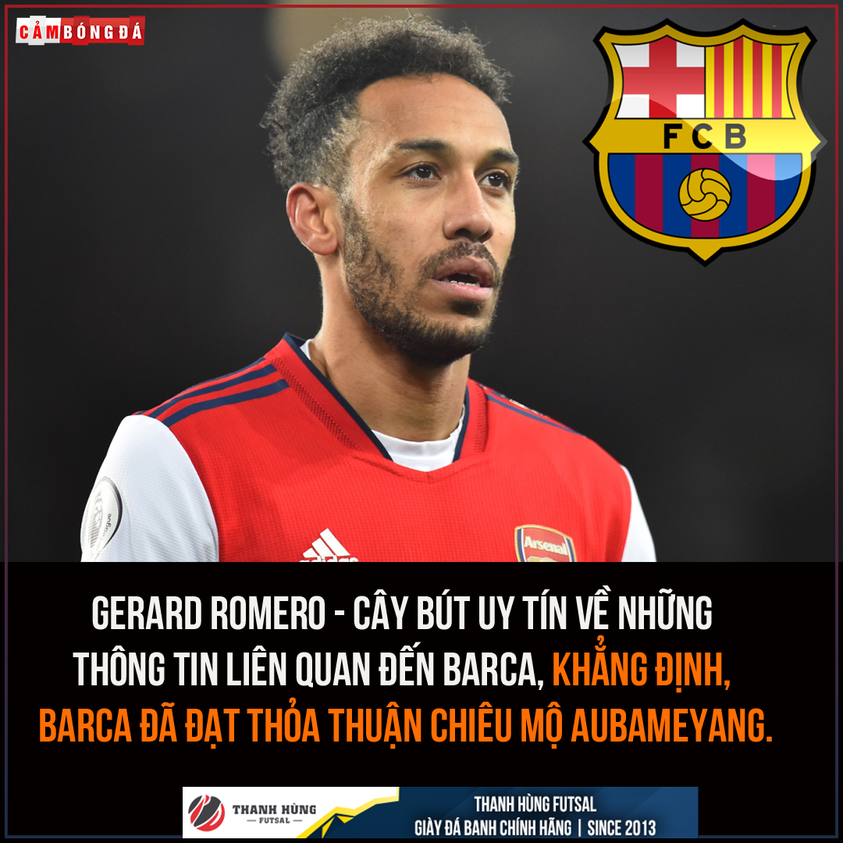 CẢMBÓNGĐÁ
FCB
Arsenal
adidas
GERARD ROMERO - CÂY BÚT UY TÍN VỀ NHỮNG
THÔNG TIN LIÊN QUAN ĐẾN BARCA, KHẲNG ĐỊNH,
BARCA ĐÃ ĐẠT THỎA THUẬN CHIÊU MỘ AUBAMEYANG.
THANH HÙNG
FUTSAL
THANH HÙNG FUTSAL
GIÀY ĐÁ BANH CHÍNH HÃNG | SINCE 2013